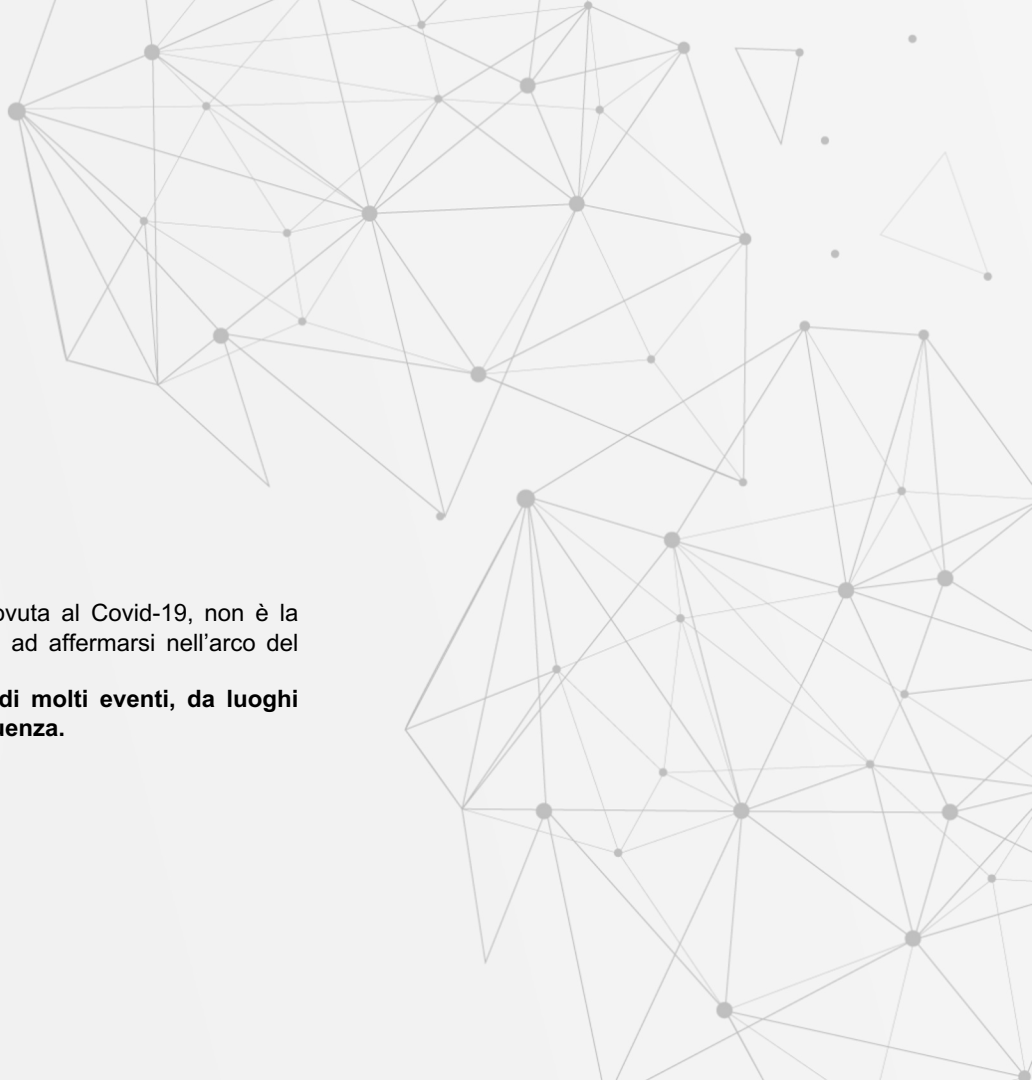 ovuta al Covid-19, non è la
ad affermarsi nell’arco del
di molti eventi, da luoghi
uenza.